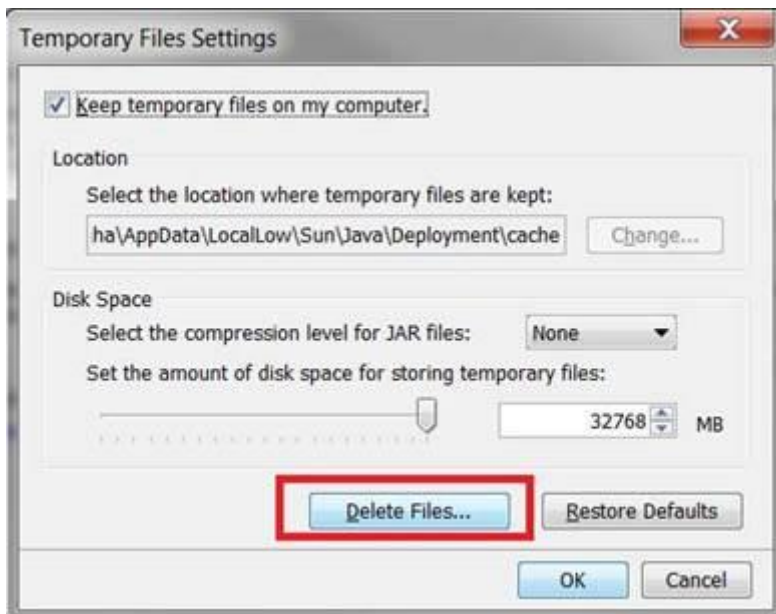 Temporary Files Settings
Keep temporary files on my computer.
Location
Select the location where temporary files are kept:
ha\AppData\LocalLow\Sun\Java\Deployment\cache
Change...
Disk Space
Select the compression level for JAR files:
None
Set the amount of disk space for storing temporary files:
32768 MB
Delete Files...
Restore Defaults
OK
Cancel